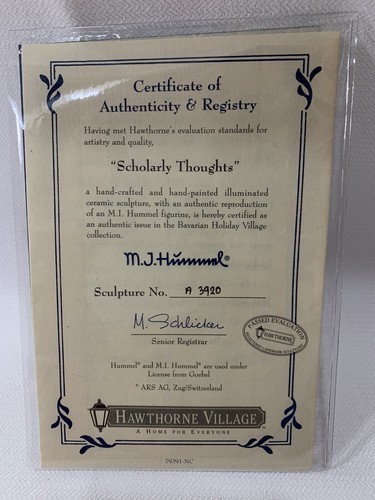 Certificate of
Authenticity & Registry
Having met Hawthorne's evaluation standards for
artistry and quality,
"Scholarly Thoughts"
a hand-crafted and hand-painted illuminated
ceramic sculpture, with an authentic reproduction
of an M.I. Hummel figurine, is hereby certified as
an authentic issue in the Bavarian Holiday Village
collection.
M.J.Hummel®
Sculpture No. A 3920
M. Schlicker
Senior Registrar
PASSED EVALUATION
HAWTHORNE
Hummel® and M.I. Hummel® are used under
License from Goebel
® ARS AG, Zug/Switzerland
HAWTHORNE VILLAGE™
A HOME FOR EVERYONE
79791-NC